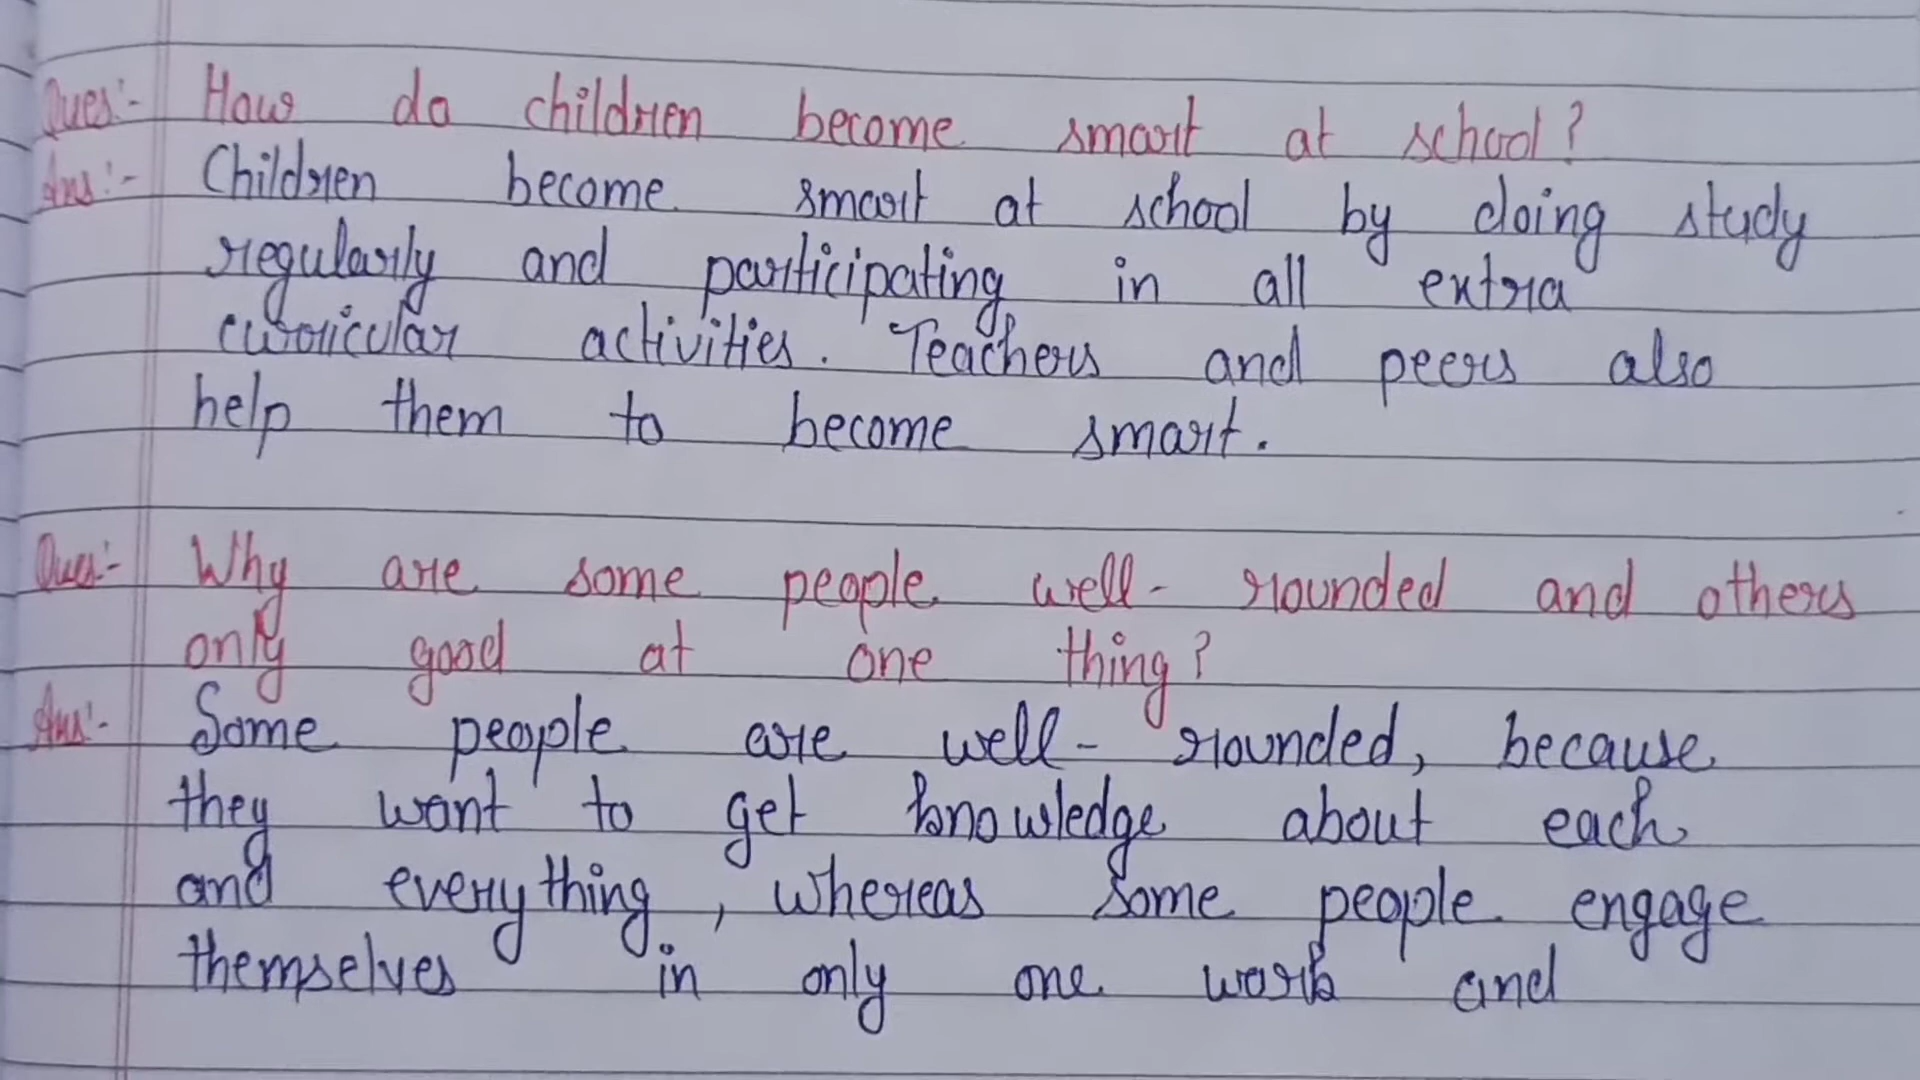 Ques:- How do children become smart at school?
Ans:- Children become smart at school by doing study
regularly and participating in all extra
curricular activities. Teachers and peers also
help them to become smart.
Ques:- Why are some people well- rounded and others
only good at one thing?
Ans:- Some people are well- rounded, because
they want to get knowledge about each
and everything, whereas some people engage
themselves in only one work and